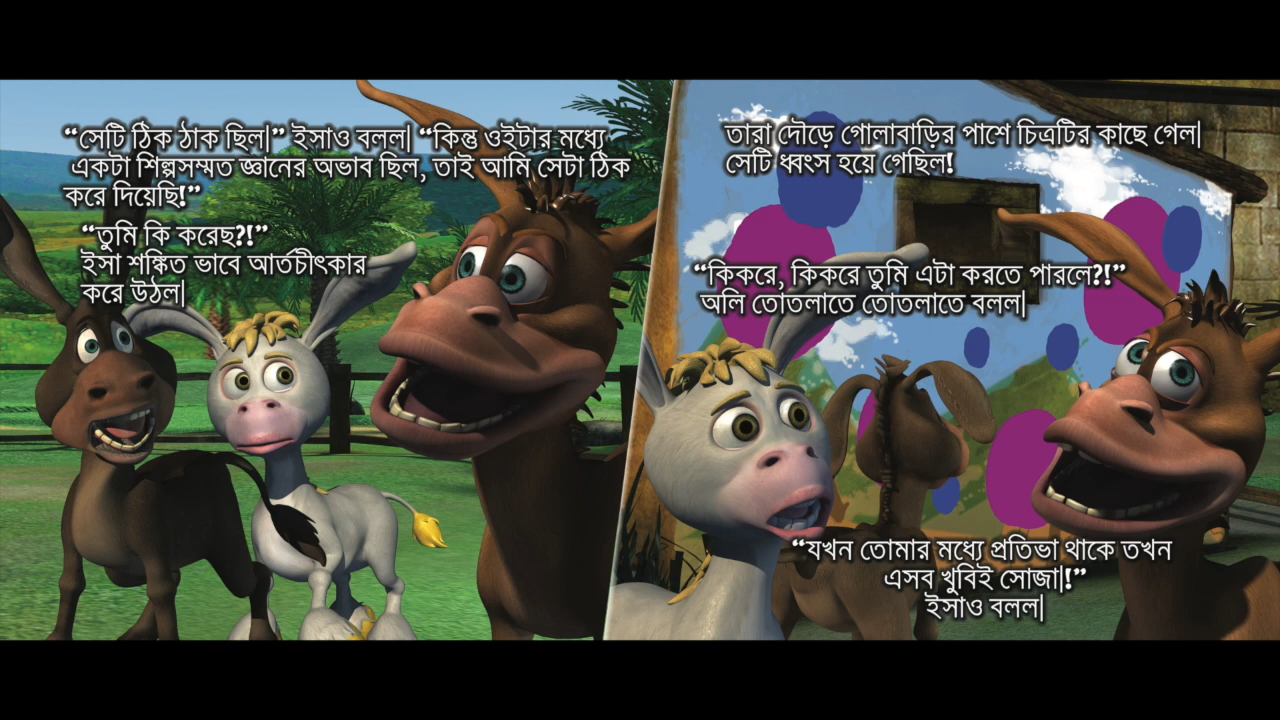 “সেটি ঠিক ঠাক ছিল|” ইসাও বলল| “কিন্তু ওইটার মধ্যে
একটা শিল্পসম্মত জ্ঞানের অভাব ছিল, তাই আমি সেটা ঠিক
করে দিয়েছি!”
“তুমি কি করেছ?!”
ইসা শঙ্কিত ভাবে আর্তচীৎকার
করে উঠল|
তারা দৌড়ে গোলাবাড়ির পাশে চিত্রটির কাছে গেল|
সেটি ধ্বংস হয়ে গেছিল!
“কিকরে, কিকরে তুমি এটা করতে পারলে?!”
অলি তোতলাতে তোতলাতে বলল|
“যখন তোমার মধ্যে প্রতিভা থাকে তখন
এসব খুবিই সোজা|!”
ইসাও বলল|